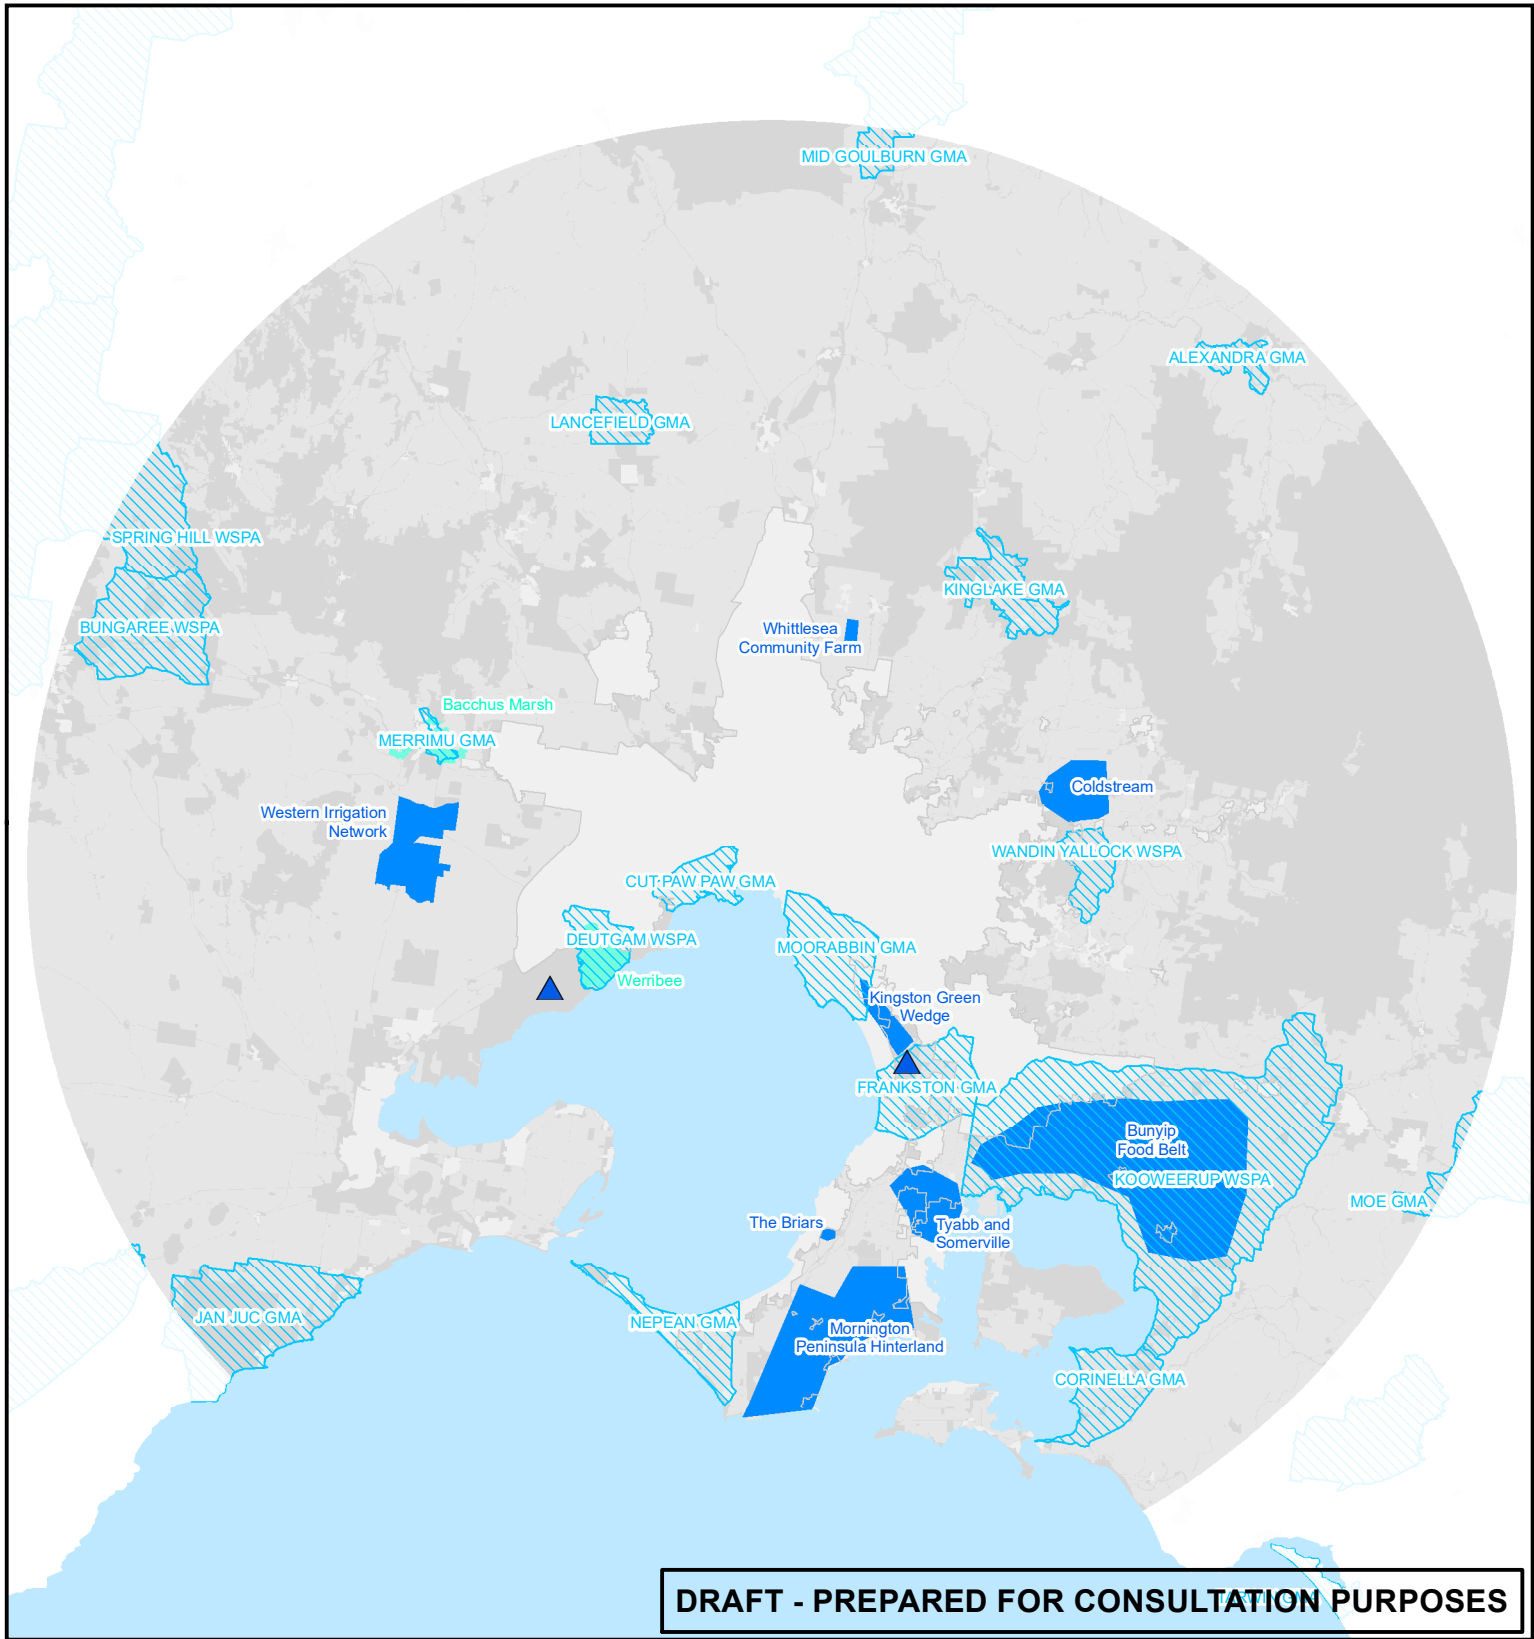 MID GOULBURN GMA
ALEXANDRA GMA
LANCEFIELD GMA
SPRING HILL WSPA
KINGLAKE GMA
BUNGAREE WSPA
Whittlesea
Community Farm
Bacchus Marsh
MERRIMU GMA
Coldstream
Western Irrigation
Network
WANDIN YALLOCK WSPA
CUT PAW PAW GMA
DEUTGAM WSPA
MOORABBIN GMA
Werribee
Kingston Green
Wedge
FRANKSTON GMA
Bunyip
Food Belt
KOOWEERUP WSPA
MOE GMA
The Briars
Tyabb and
Somerville
JAN JUC GMA
NEPEAN GMA
Mornington
Peninsula Hinterland
CORINELLA GMA
TARWIN GMA
DRAFT - PREPARED FOR CONSULTATION PURPOSES